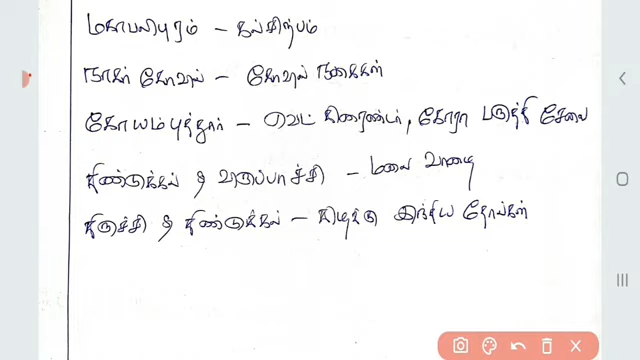 மகாபலிபுரம் - கல்சிற்பம்
நாகர் கோவில் - கோவில் நகைகள்
கோயம்புத்தூர் - வெட் கிரைண்டர், கோரா பருத்தி சேலை
திண்டுக்கல் & விருப்பாச்சி - மலை வாழை
திருச்சி & திண்டுக்கல் - கிழக்கு இந்திய தோல்கள்